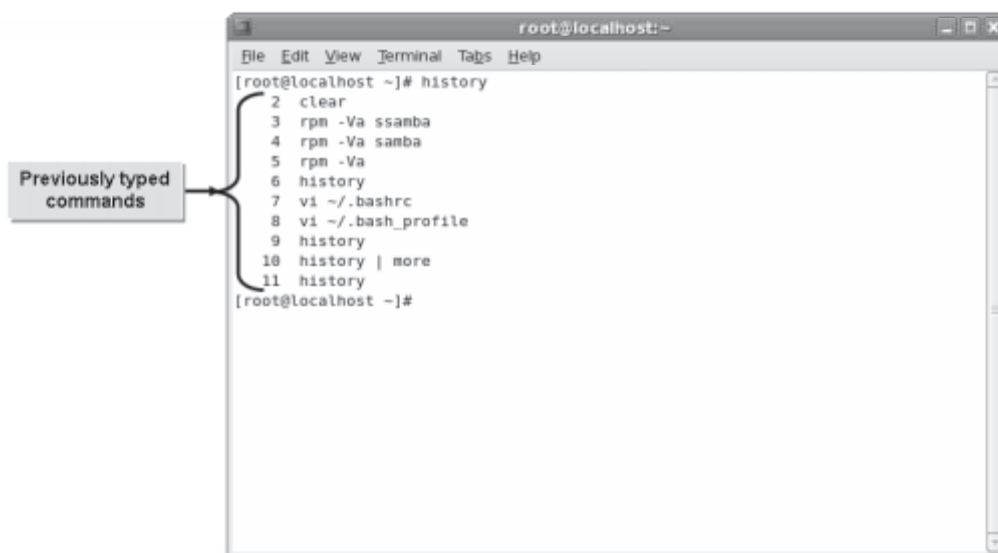 root@localhost:~
File Edit View Terminal Tabs Help
[root@localhost ~]# history
2 clear
3 rpm -Va ssamba
4 rpm -Va samba
5 rpm -Va
6 history
7 vi ~/.bashrc
8 vi ~/.bash_profile
9 history
10 history | more
11 history
[root@localhost ~]#
Previously typed
commands